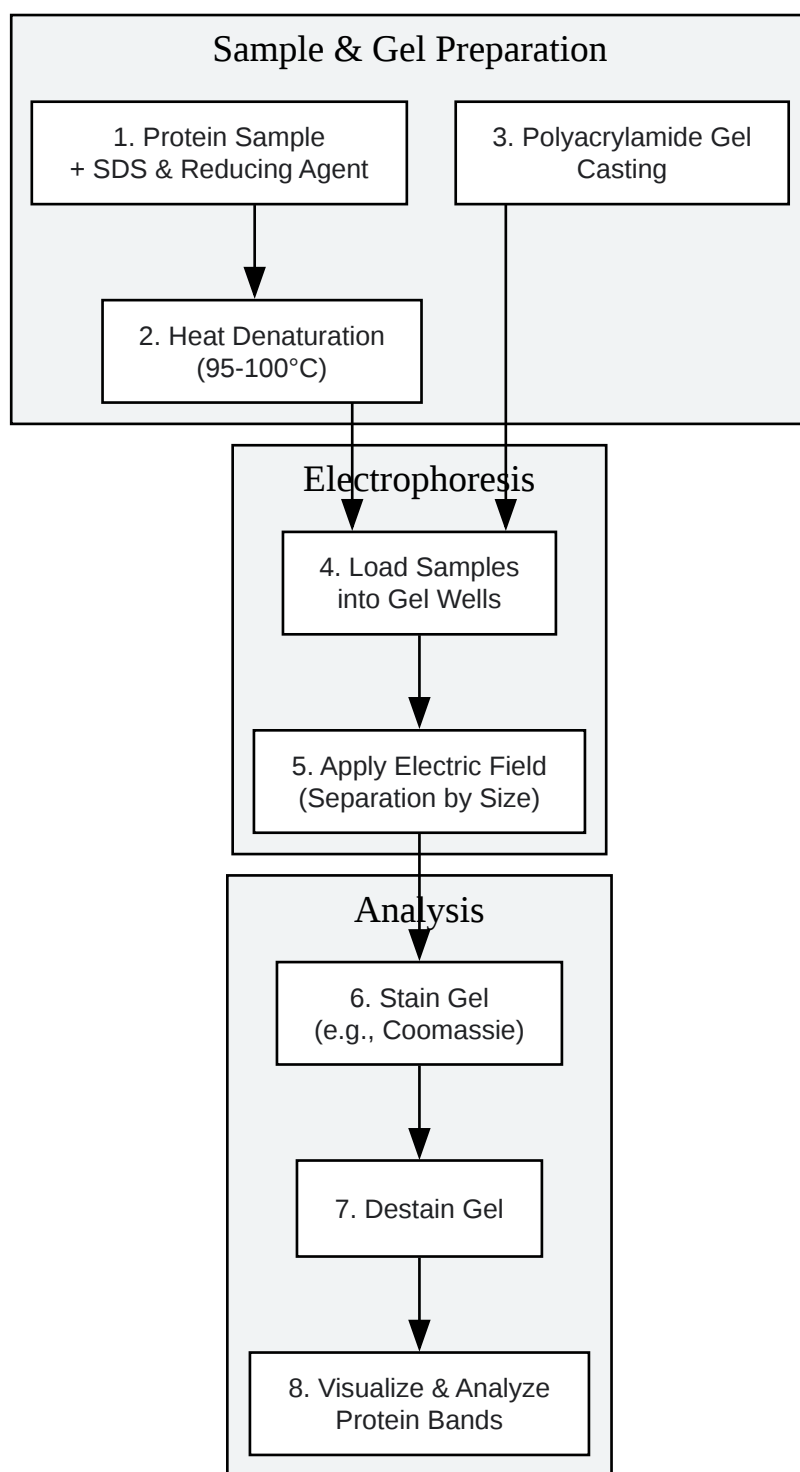 Sample & Gel Preparation
1. Protein Sample
+ SDS & Reducing Agent
3. Polyacrylamide Gel
Casting
2. Heat Denaturation
(95-100°C)
Electrophoresis
4. Load Samples
into Gel Wells
5. Apply Electric Field
(Separation by Size)
Analysis
6. Stain Gel
(e.g., Coomassie)
7. Destain Gel
8. Visualize & Analyze
Protein Bands